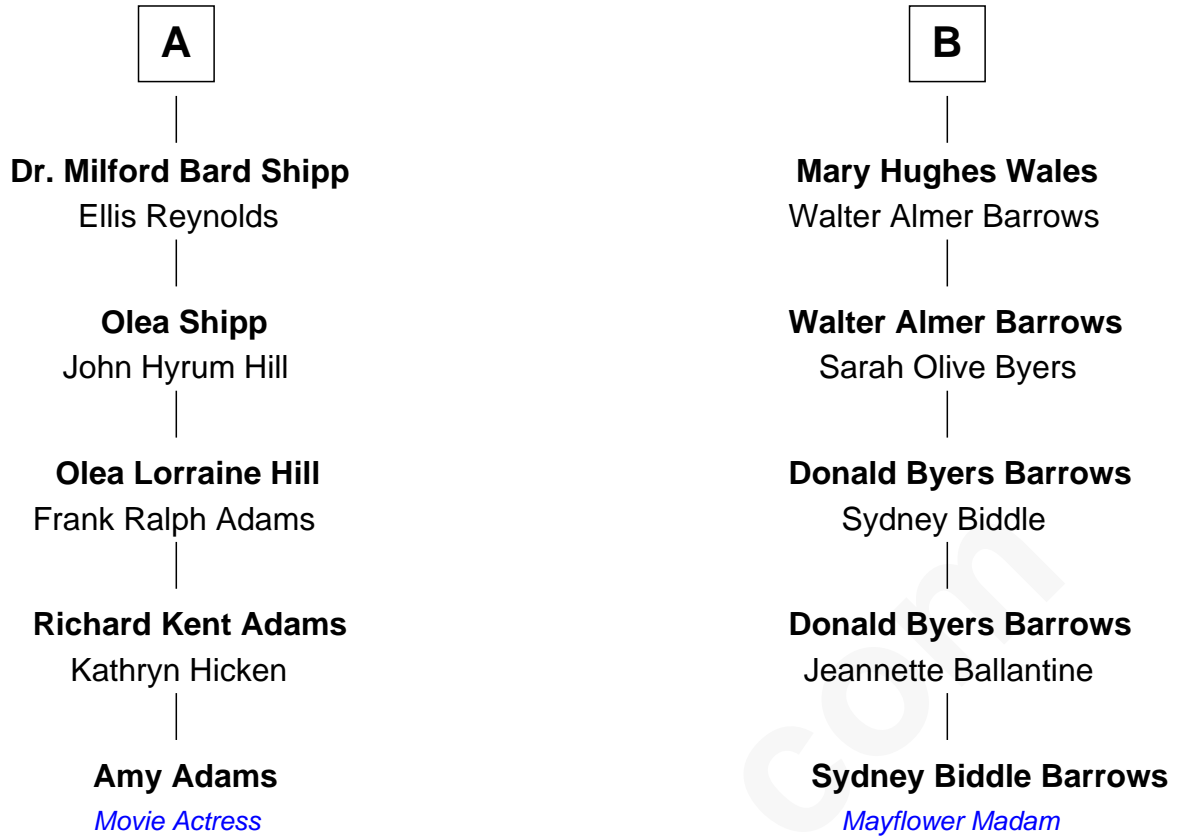 A
Dr. Milford Bard Shipp
Ellis Reynolds
Olea Shipp
John Hyrum Hill
Olea Lorraine Hill
Frank Ralph Adams
Richard Kent Adams
Kathryn Hicken
Amy Adams
Movie Actress
B
Mary Hughes Wales
Walter Almer Barrows
Walter Almer Barrows
Sarah Olive Byers
Donald Byers Barrows
Sydney Biddle
Donald Byers Barrows
Jeannette Ballantine
Sydney Biddle Barrows
Mayflower Madam
com